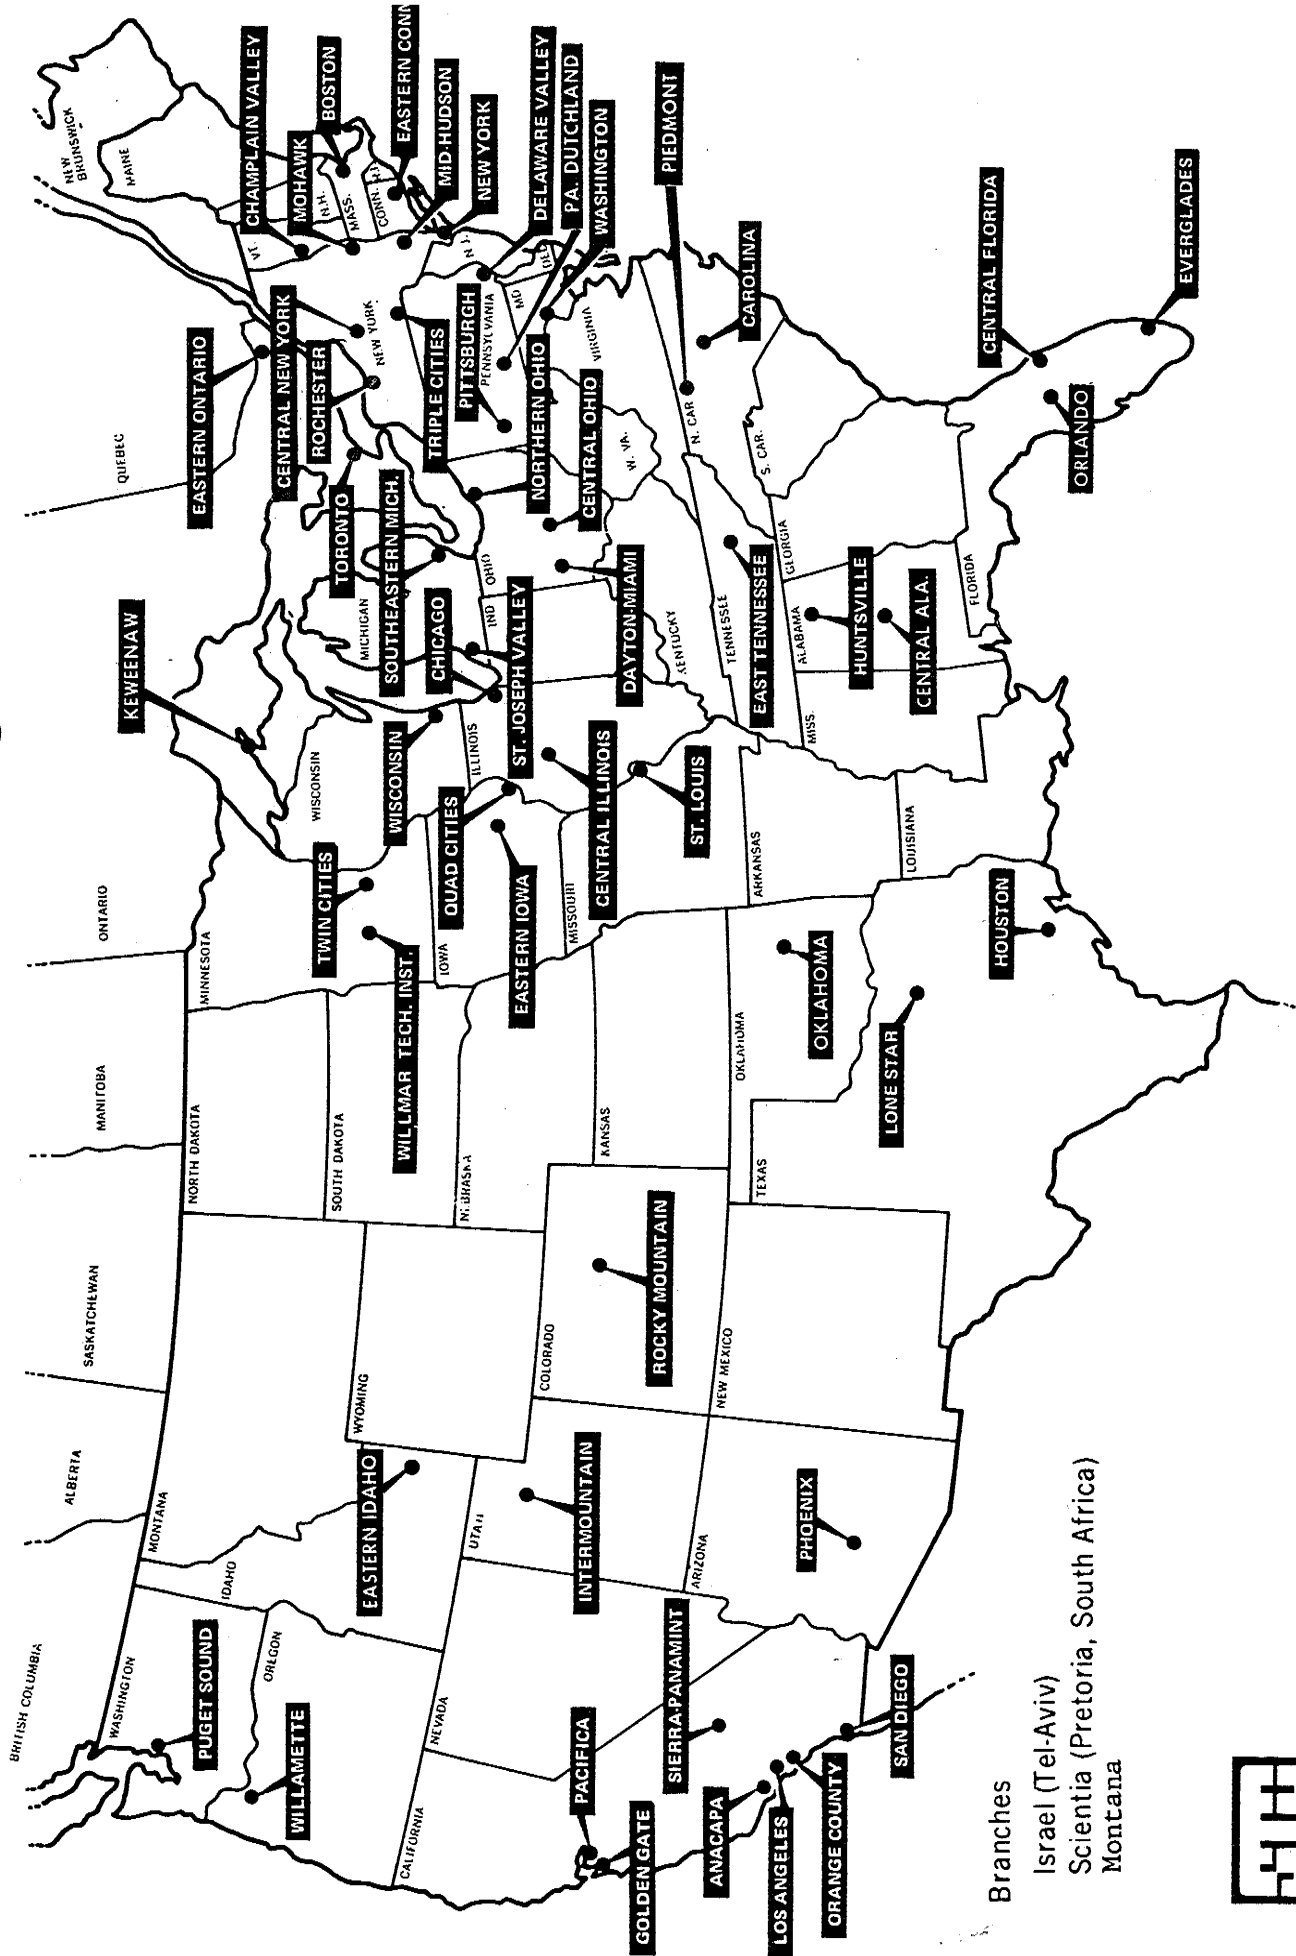 BRITISH COLUMBIA
ALBERTA
SASKATCHEWAN
MANITOBA
ONTARIO
QUEBEC
NEW
BRUNSWICK
MAINE
WASHINGTON
PUGET SOUND
OREGON
WILLAMETTE
IDAHO
EASTERN IDAHO
MONTANA
NORTH DAKOTA
SOUTH DAKOTA
MINNESOTA
TWIN CITIES
WILLMAR TECH. INST.
WISCONSIN
WISCONSIN
KEWEENAW
MICHIGAN
SOUTHEASTERN MICH.
TORONTO
EASTERN ONTARIO
CENTRAL NEW YORK
ROCHESTER
NEW YORK
TRIPLE CITIES
VT.
N.H.
MASS.
CONN.
R.I.
CHAMPLAIN VALLEY
MOHAWK
BOSTON
EASTERN CONN
MID-HUDSON
NEW YORK
N J.
DELAWARE VALLEY
PA. DUTCHLAND
WASHINGTON
DEL
MD
PENNSYLVANIA
PITTSBURGH
NORTHERN OHIO
CENTRAL OHIO
OHIO
IND
DAYTON-MIAMI
CHICAGO
ST. JOSEPH VALLEY
ILLINOIS
CENTRAL ILLINOIS
QUAD CITIES
EASTERN IOWA
IOWA
NEBRASKA
WYOMING
CALIFORNIA
NEVADA
UTAH
INTERMOUNTAIN
COLORADO
ROCKY MOUNTAIN
KANSAS
MISSOURI
ST. LOUIS
KENTUCKY
W. VA.
VIRGINIA
PIEDMONT
N. CAR
CAROLINA
S. CAR.
TENNESSEE
EAST TENNESSEE
GEORGIA
ALABAMA
HUNTSVILLE
CENTRAL ALA.
MISS.
ARKANSAS
LOUISIANA
OKLAHOMA
OKLAHOMA
TEXAS
LONE STAR
HOUSTON
NEW MEXICO
ARIZONA
PHOENIX
PACIFICA
GOLDEN GATE
SIERRA-PANAMINT
ANACAPA
LOS ANGELES
ORANGE COUNTY
SAN DIEGO
FLORIDA
CENTRAL FLORIDA
ORLANDO
EVERGLADES
Branches
Israel (Tel-Aviv)
Scientia (Pretoria, South Africa)
Montana